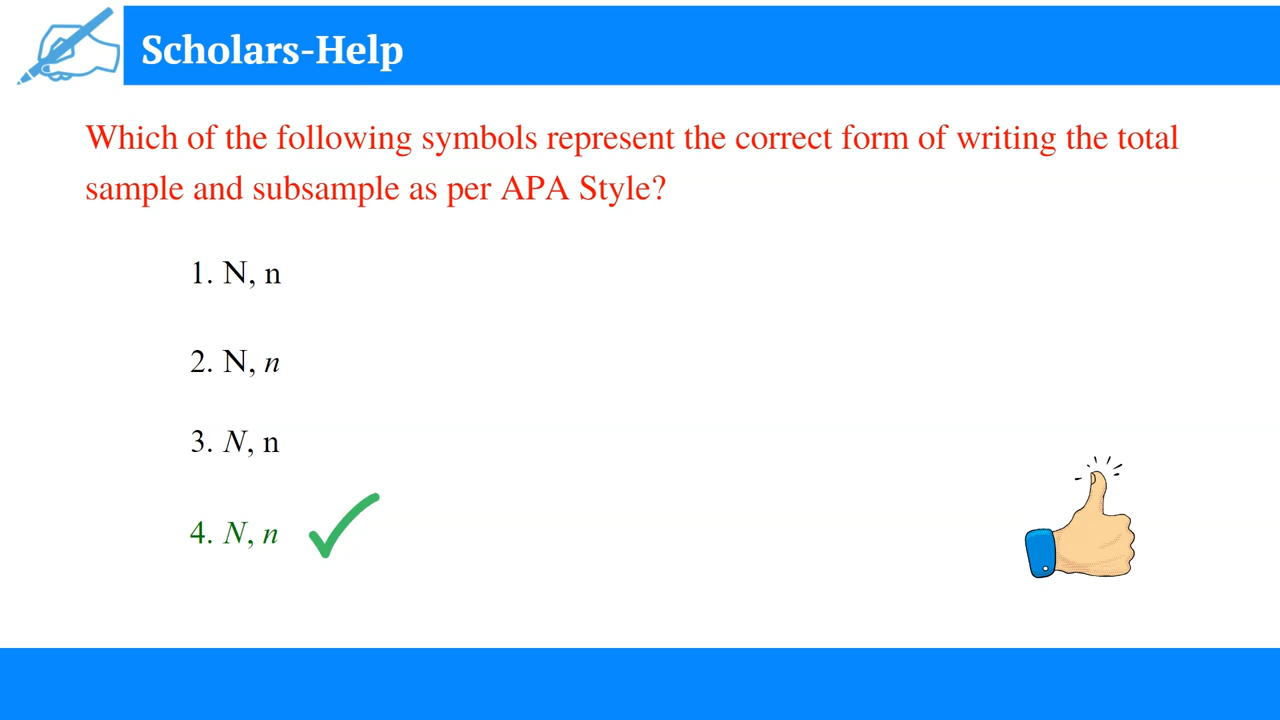 Scholars-Help
Which of the following symbols represent the correct form of writing the total
sample and subsample as per APA Style?
1. N, n
2. N, n
3. N, n
4. N, n